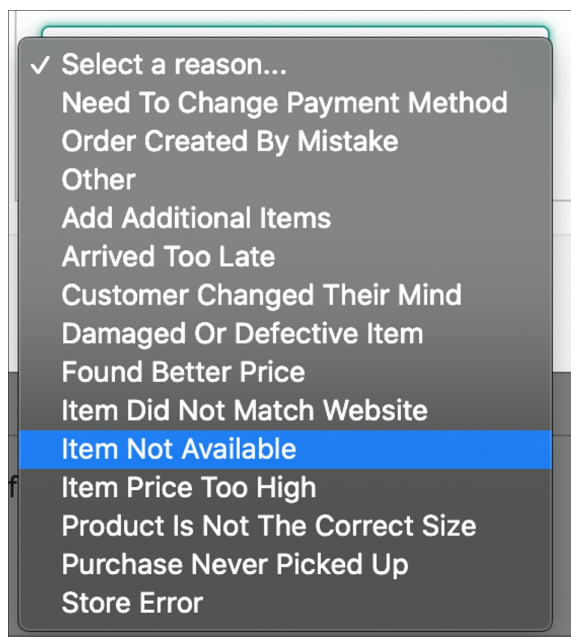 ✓ Select a reason...
Need To Change Payment Method
Order Created By Mistake
Other
Add Additional Items
Arrived Too Late
Customer Changed Their Mind
Damaged Or Defective Item
Found Better Price
Item Did Not Match Website
Item Not Available
Item Price Too High
Product Is Not The Correct Size
Purchase Never Picked Up
Store Error